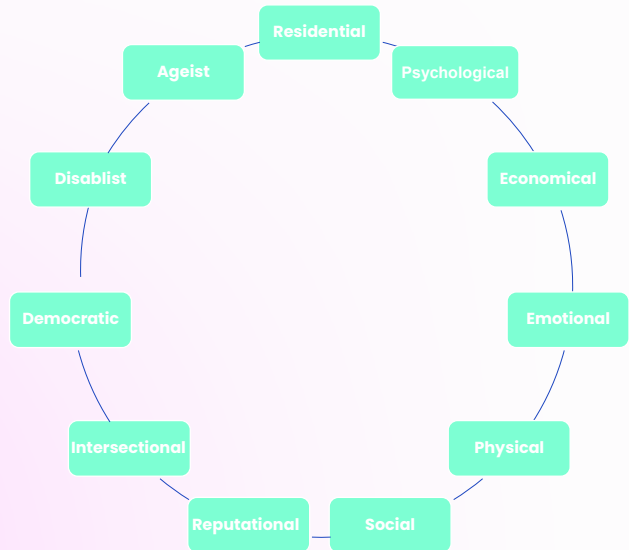 Residential
Psychological
Economical
Emotional
Physical
Social
Reputational
Intersectional
Democratic
Disablist
Ageist